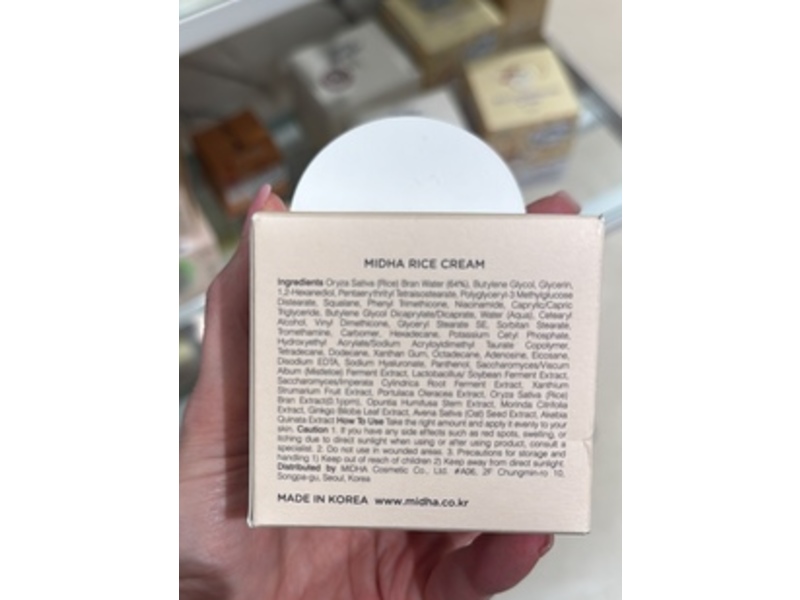 MIDHA RICE CREAM
Ingredients Oryza Sativa (Rice) Bran Water (64%), Butylene Glycol, Glycerin,
1,2-Hexanediol, Pentaerythrityl Tetraisostearate, Polyglyceryl-3 Methylglucose
Distearate, Squalane, Phenyl Trimethicone, Niacinamide, Caprylic/Capric
Triglyceride, Butylene Glycol Dicaprylate/Dicaprate, Water (Aqua), Cetearyl
Alcohol, Vinyl Dimethicone, Glyceryl Stearate SE, Sorbitan Stearate,
Tromethamine, Carbomer, Hexadecane, Potassium Cetyl Phosphate,
Hydroxyethyl Acrylate/Sodium Acryloyldimethyl Taurate Copolymer,
Tetradecane, Dodecane, Xanthan Gum, Octadecane, Adenosine, Eicosane,
Disodium EDTA, Sodium Hyaluronate, Panthenol, Saccharomyces/Viscum
Album (Mistletoe) Ferment Extract, Lactobacillus/ Soybean Ferment Extract,
Saccharomyces/Imperata Cylindrica Root Ferment Extract, Xanthium
Strumarium Fruit Extract, Portulaca Oleracea Extract, Oryza Sativa (Rice)
Bran Extract(0.1ppm), Opuntia Humifusa Stem Extract, Morinda Citrifolia
Extract, Ginkgo Biloba Leaf Extract, Avena Sativa (Oat) Seed Extract, Akebia
Quinata Extract How To Use Take the right amount and apply it evenly to your
skin. Caution 1. If you have any side effects such as red spots, swelling, or
itching due to direct sunlight when using or after using product, consult a
specialist. 2. Do not use in wounded areas. 3. Precautions for storage and
handling 1) Keep out of reach of children 2) Keep away from direct sunlight.
Distributed by MIDHA Cosmetic Co., Ltd. #A06, 2F Chungmin-ro 10,
Songpa-gu, Seoul, Korea
MADE IN KOREA www.midha.co.kr